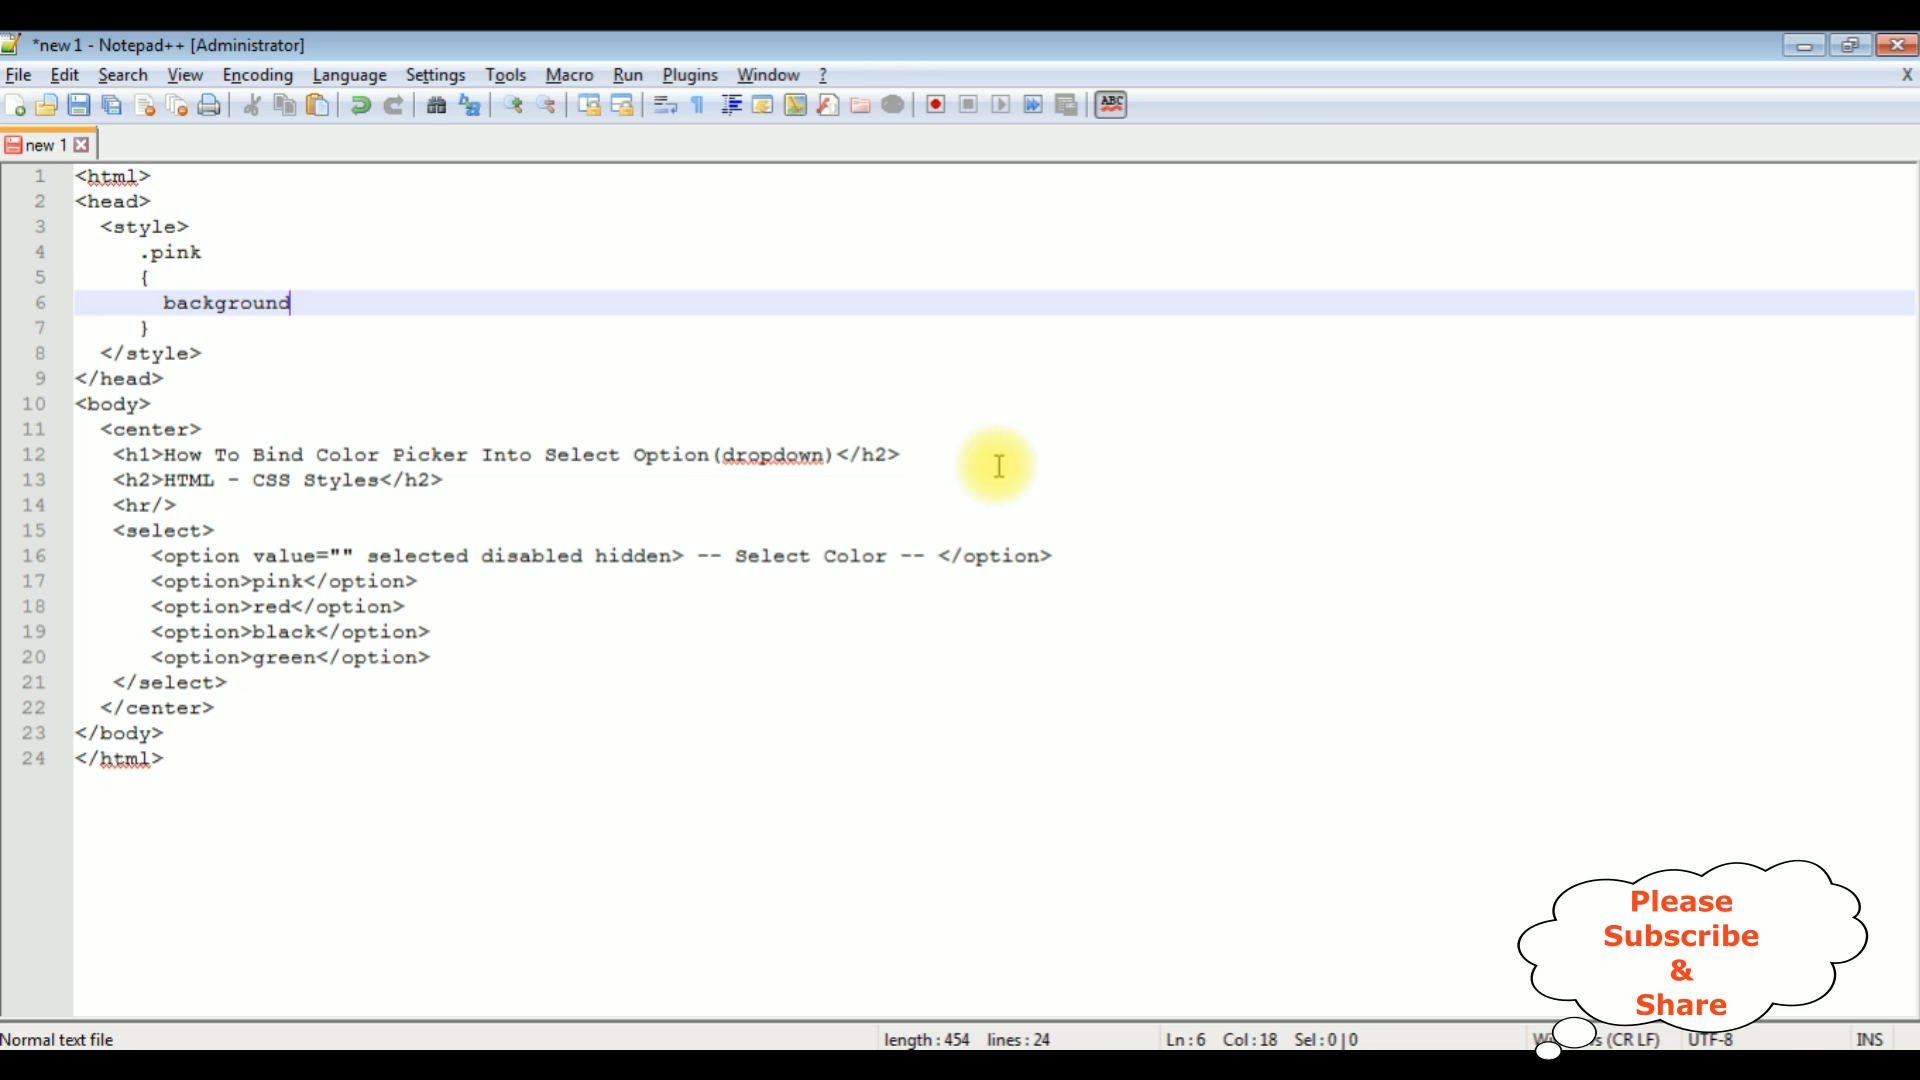 *new 1 - Notepad++ [Administrator]
File Edit Search View Encoding Language Settings Tools Macro Run Plugins Window ? X
ABC
new 1
1 <html>
2 <head>
3 <style>
4 .pink
5 {
6 background
7 }
8 </style>
9 </head>
10 <body>
11 <center>
12 <h1>How To Bind Color Picker Into Select Option(dropdown)</h2>
13 <h2>HTML - CSS Styles</h2>
14 <hr/>
15 <select>
16 <option value="" selected disabled hidden> -- Select Color -- </option>
17 <option>pink</option>
18 <option>red</option>
19 <option>black</option>
20 <option>green</option>
21 </select>
22 </center>
23 </body>
24 </html>
Please
Subscribe
&
Share
Normal text file length : 454 lines : 24 Ln : 6 Col : 18 Sel : 0 | 0 (CR LF) UTF-8 INS